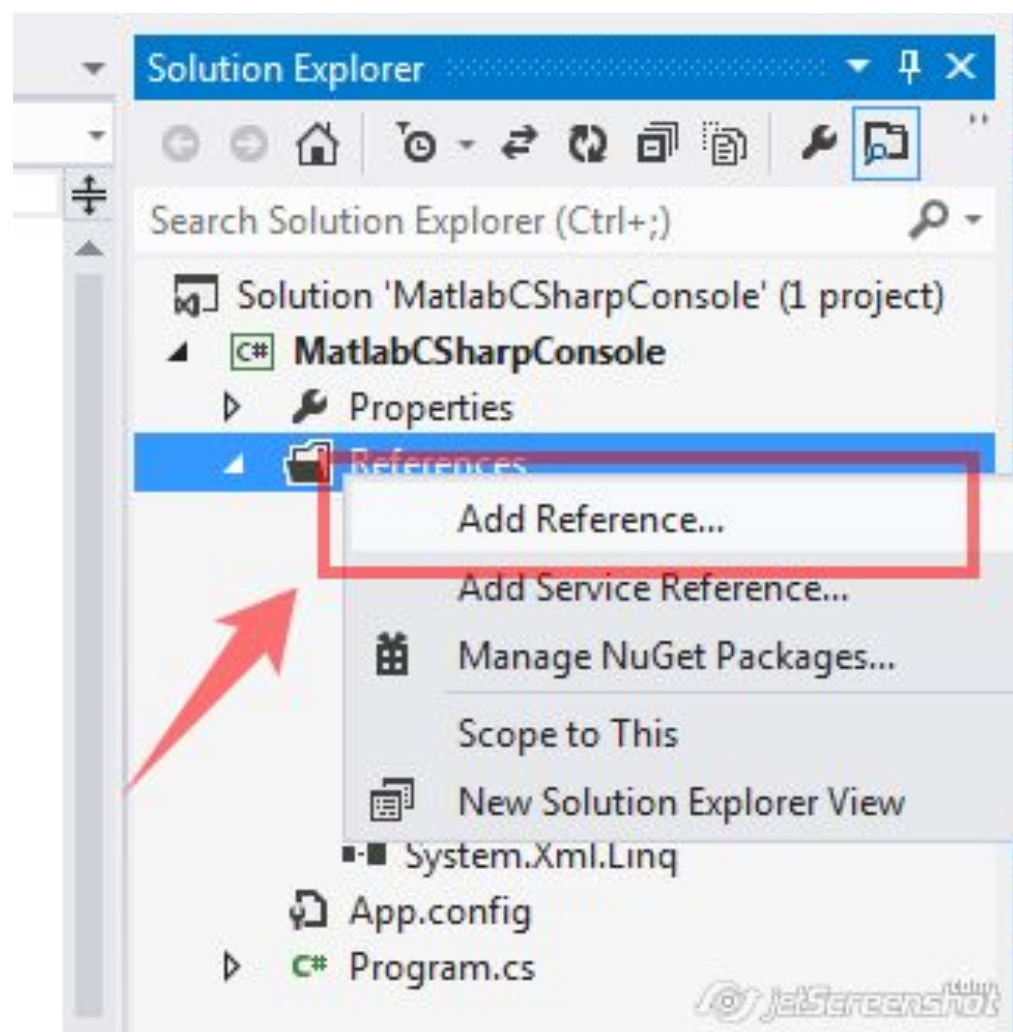 Solution Explorer
Search Solution Explorer (Ctrl+;)
Solution 'MatlabCSharpConsole' (1 project)
C# MatlabCSharpConsole
Properties
References
Add Reference...
Add Service Reference...
Manage NuGet Packages...
Scope to This
New Solution Explorer View
System.Xml.Linq
App.config
C# Program.cs
jetScreenshot